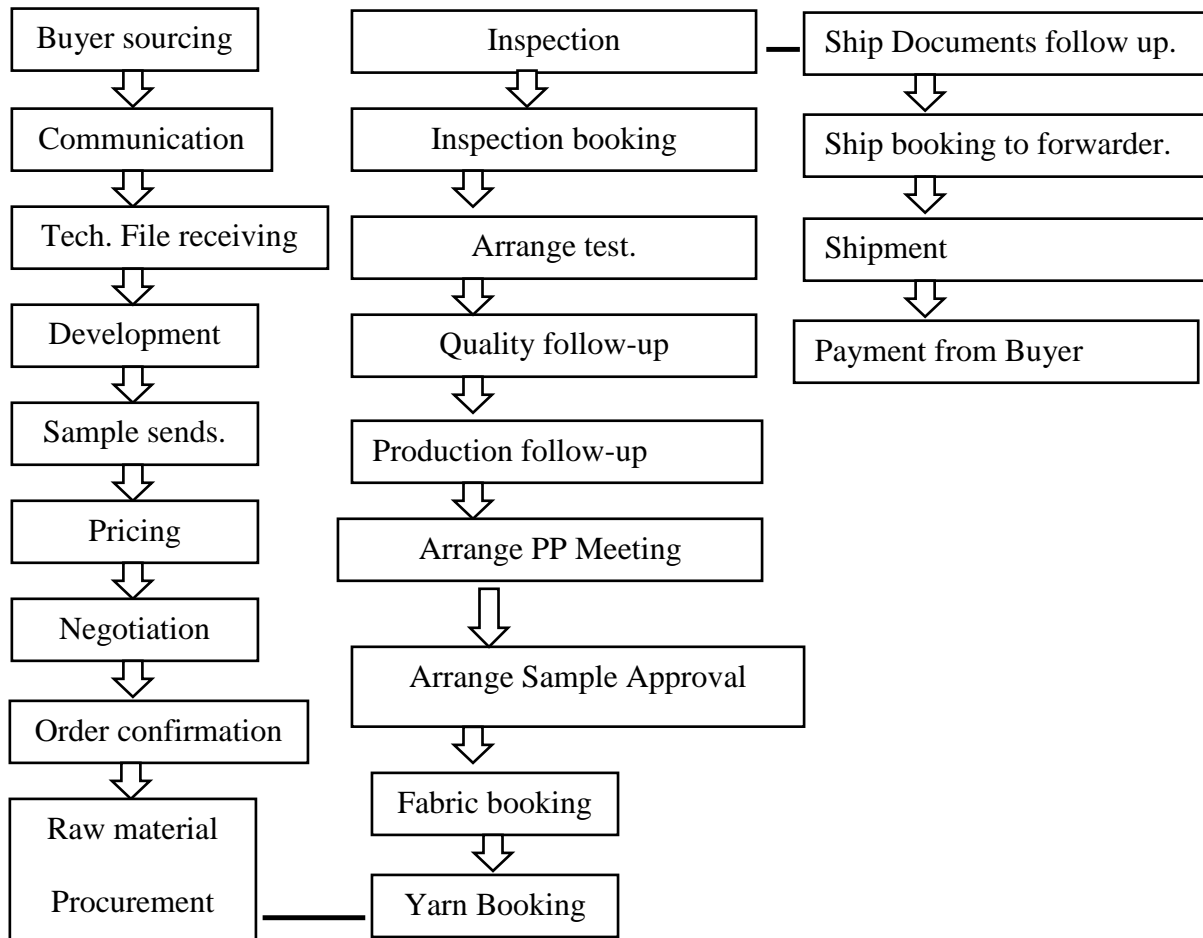 Buyer sourcing
Communication
Tech. File receiving
Development
Sample sends.
Pricing
Negotiation
Order confirmation
Raw material
Procurement
Inspection
Inspection booking
Arrange test.
Quality follow-up
Production follow-up
Arrange PP Meeting
Arrange Sample Approval
Fabric booking
Yarn Booking
Ship Documents follow up.
Ship booking to forwarder.
Shipment
Payment from Buyer